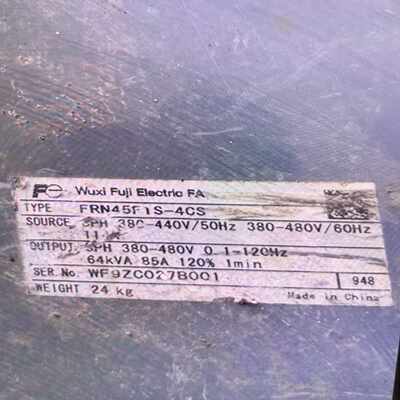 Fe Wuxi Fuji Electric FA
TYPE FRN45F1S-4CS
SOURCE 3PH 380-440V/50Hz 380-480V/60Hz
OUTPUT 3PH 380-480V 0.1-120Hz
64kVA 85A 120% 1min
SER.No. WF9ZC027B001 948
WEIGHT 24 kg Made in China